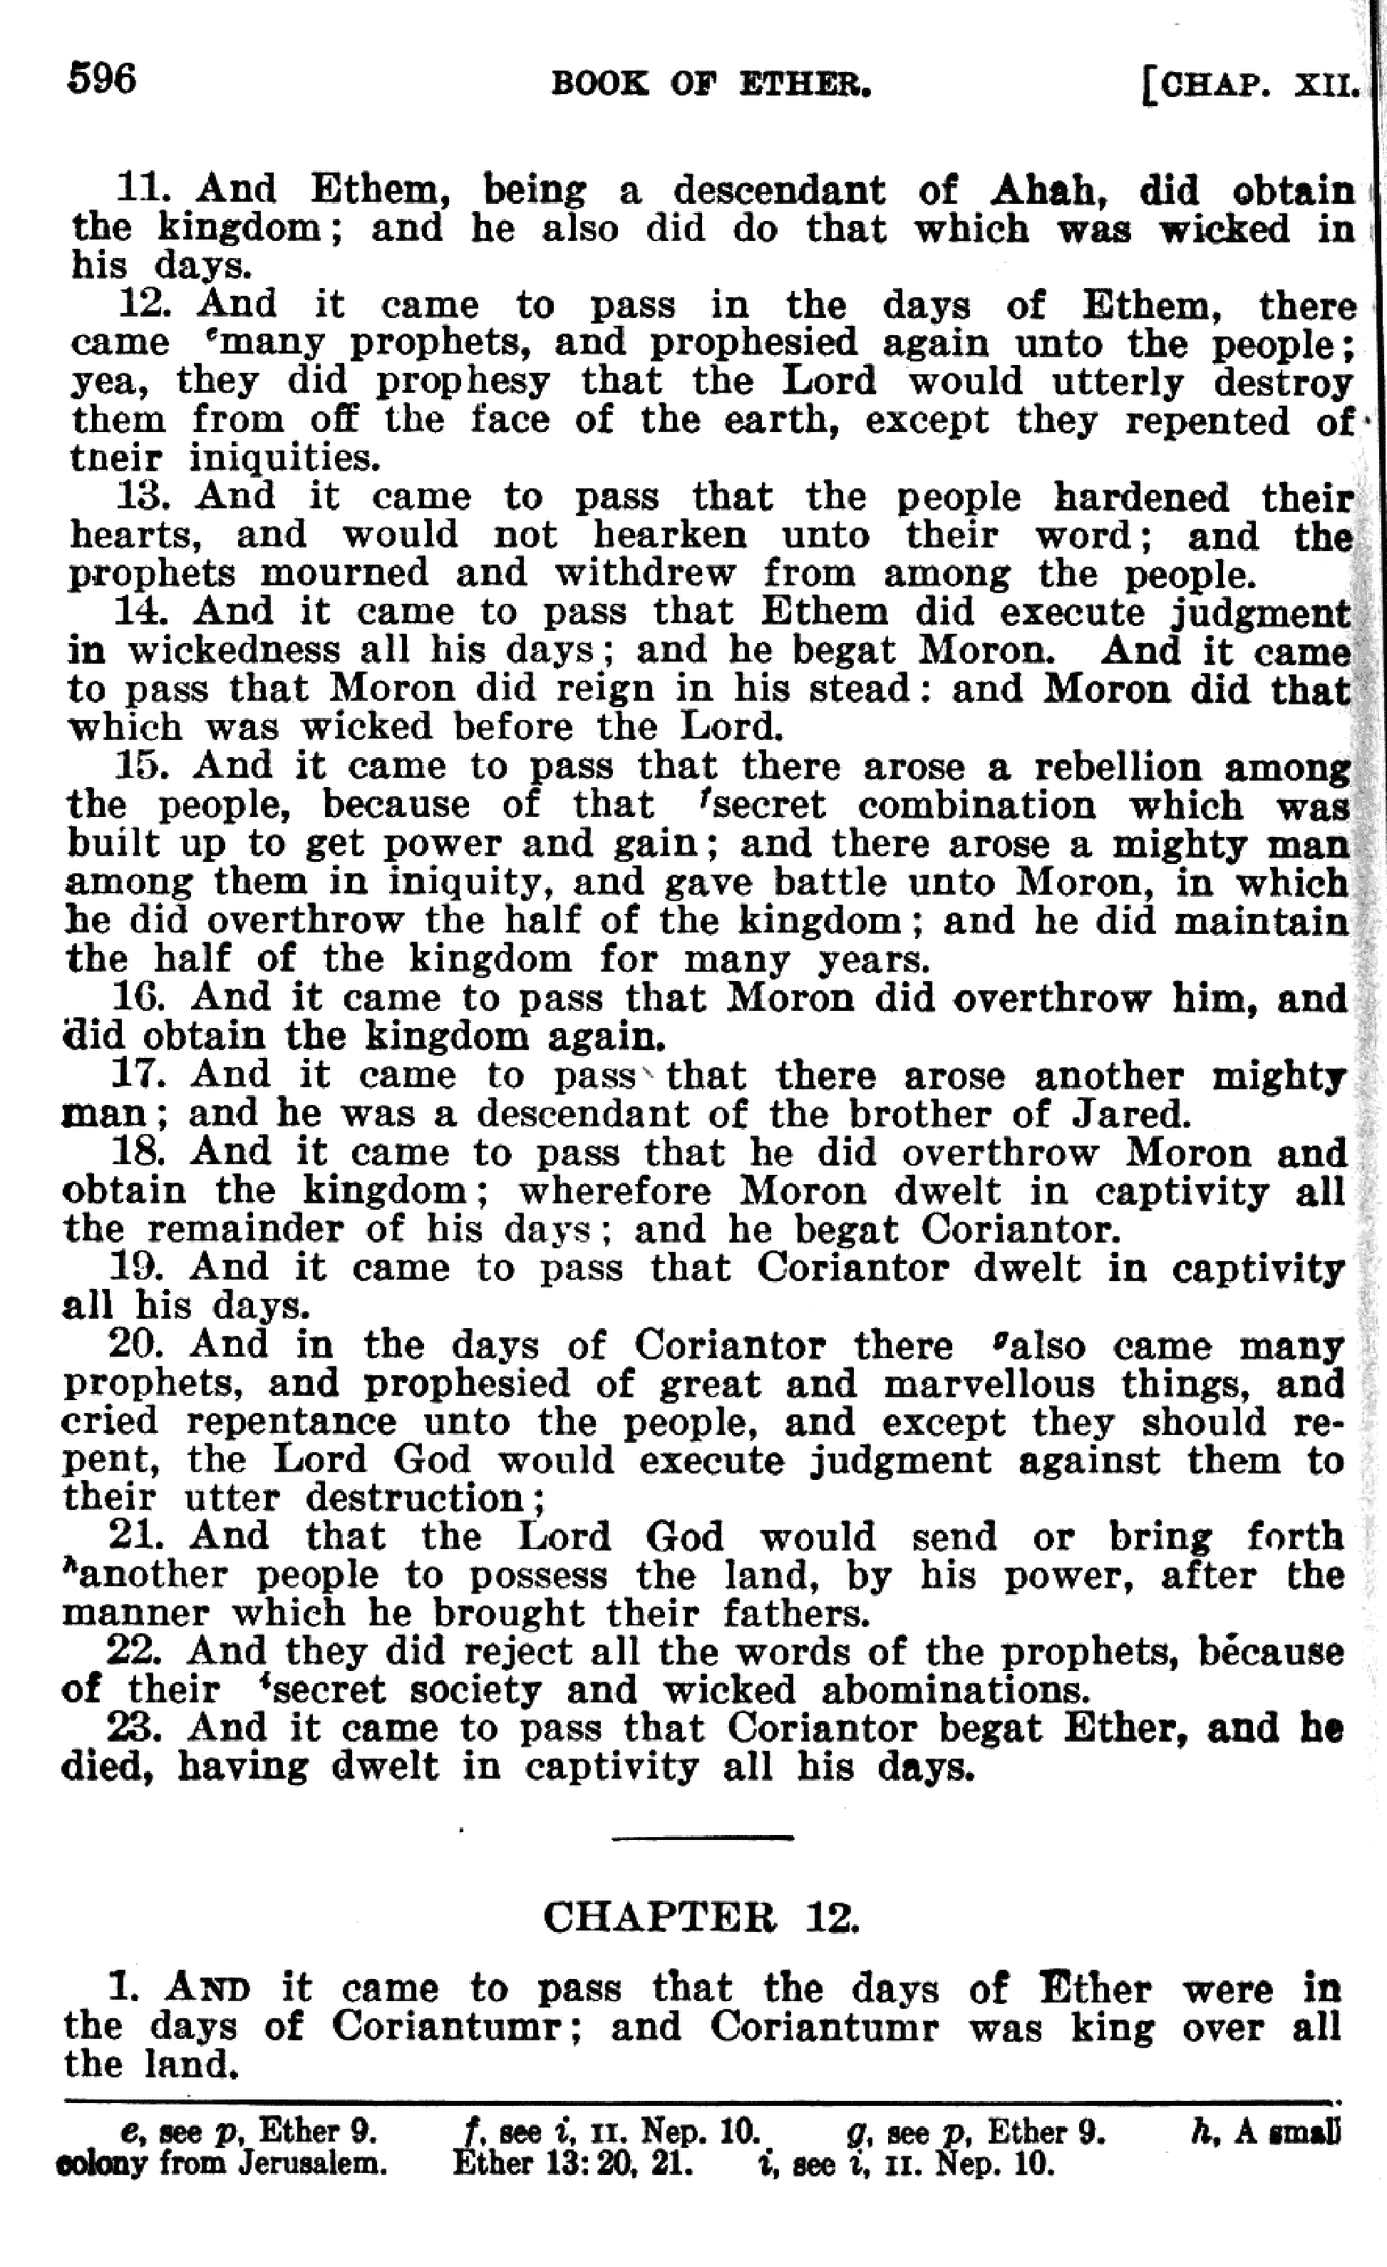 596 BOOK OF ETHER. [CHAP. XII.
11. And Ethem, being a descendant of Ahah, did obtain
the kingdom; and he also did do that which was wicked in
his days.
12. And it came to pass in the days of Ethem, there
came ᵉmany prophets, and prophesied again unto the people;
yea, they did prophesy that the Lord would utterly destroy
them from off the face of the earth, except they repented of
their iniquities.
13. And it came to pass that the people hardened their
hearts, and would not hearken unto their word; and the
prophets mourned and withdrew from among the people.
14. And it came to pass that Ethem did execute judgment
in wickedness all his days; and he begat Moron. And it came
to pass that Moron did reign in his stead: and Moron did that
which was wicked before the Lord.
15. And it came to pass that there arose a rebellion among
the people, because of that ᶠsecret combination which was
built up to get power and gain; and there arose a mighty man
among them in iniquity, and gave battle unto Moron, in which
he did overthrow the half of the kingdom; and he did maintain
the half of the kingdom for many years.
16. And it came to pass that Moron did overthrow him, and
did obtain the kingdom again.
17. And it came to pass that there arose another mighty
man; and he was a descendant of the brother of Jared.
18. And it came to pass that he did overthrow Moron and
obtain the kingdom; wherefore Moron dwelt in captivity all
the remainder of his days; and he begat Coriantor.
19. And it came to pass that Coriantor dwelt in captivity
all his days.
20. And in the days of Coriantor there ᵍalso came many
prophets, and prophesied of great and marvellous things, and
cried repentance unto the people, and except they should re-
pent, the Lord God would execute judgment against them to
their utter destruction;
21. And that the Lord God would send or bring forth
ʰanother people to possess the land, by his power, after the
manner which he brought their fathers.
22. And they did reject all the words of the prophets, because
of their ⁱsecret society and wicked abominations.
23. And it came to pass that Coriantor begat Ether, and he
died, having dwelt in captivity all his days.
CHAPTER 12.
1. AND it came to pass that the days of Ether were in
the days of Coriantumr; and Coriantumr was king over all
the land.
e, see p, Ether 9. f, see i, II. Nep. 10. g, see p, Ether 9. h, A small
colony from Jerusalem. Ether 13: 20, 21. i, see i, II. Nep. 10.